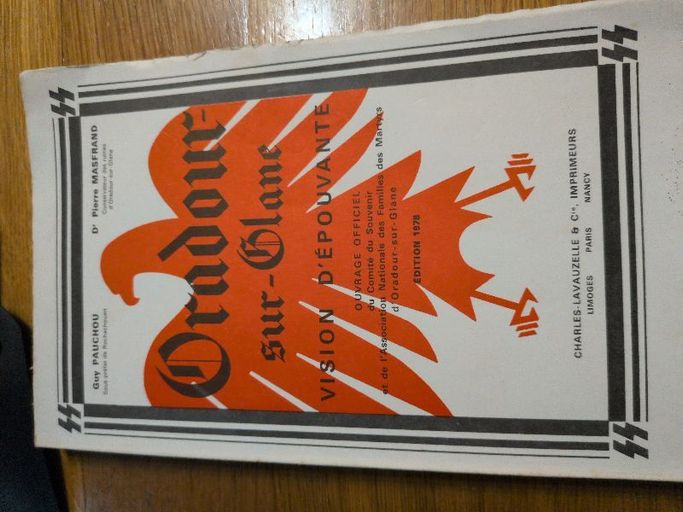 Guy PAUCHOU
Sous-préfet de Rochechouart
Dr Pierre MASFRAND
Conservateur des ruines
d'Oradour-sur-Glane
Oradour-
sur-Glane
VISION D'ÉPOUVANTE
OUVRAGE OFFICIEL
du Comité du Souvenir
et de l'Association Nationale des Familles des Martyrs
d'Oradour-sur-Glane
ÉDITION 1978
CHARLES-LAVAUZELLE & Cie, IMPRIMEURS
LIMOGES PARIS NANCY